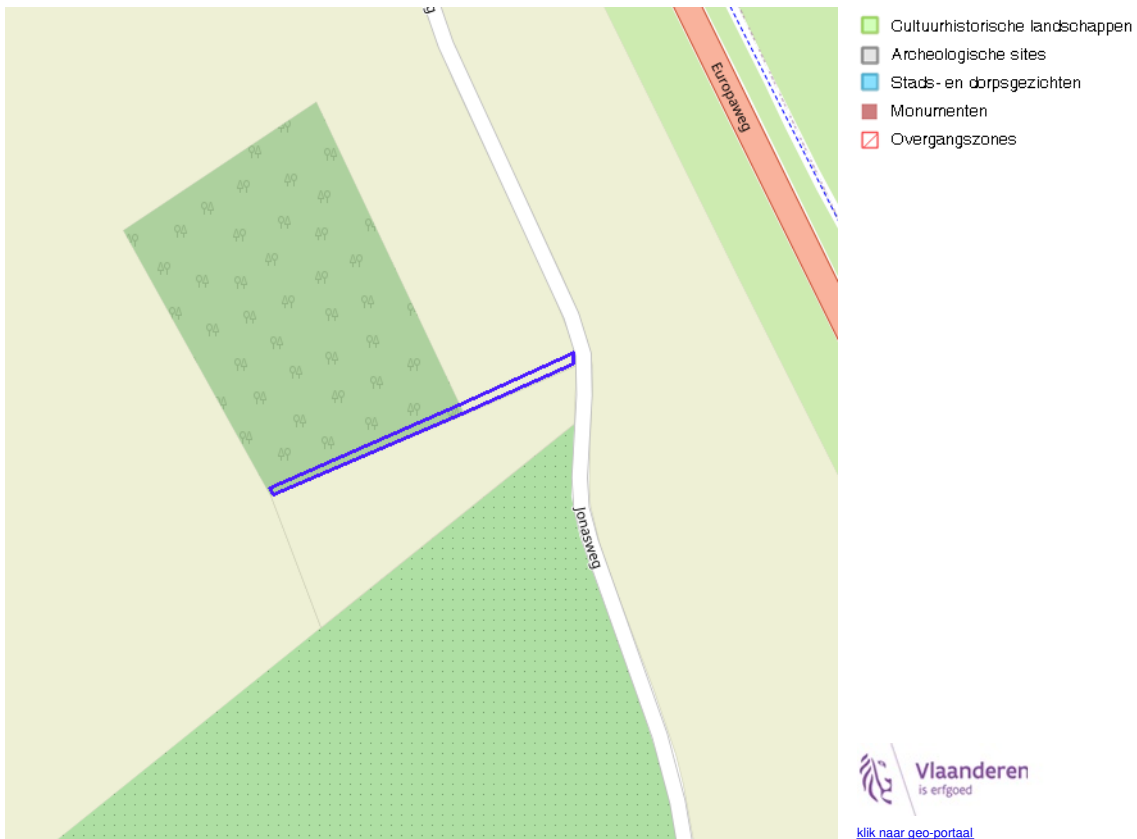 Europaweg
Jonasweg
Cultuurhistorische landschappen
Archeologische sites
Stads- en dorpsgezichten
Monumenten
Overgangszones
Vlaanderen
is erfgoed
klik naar geo-portaal